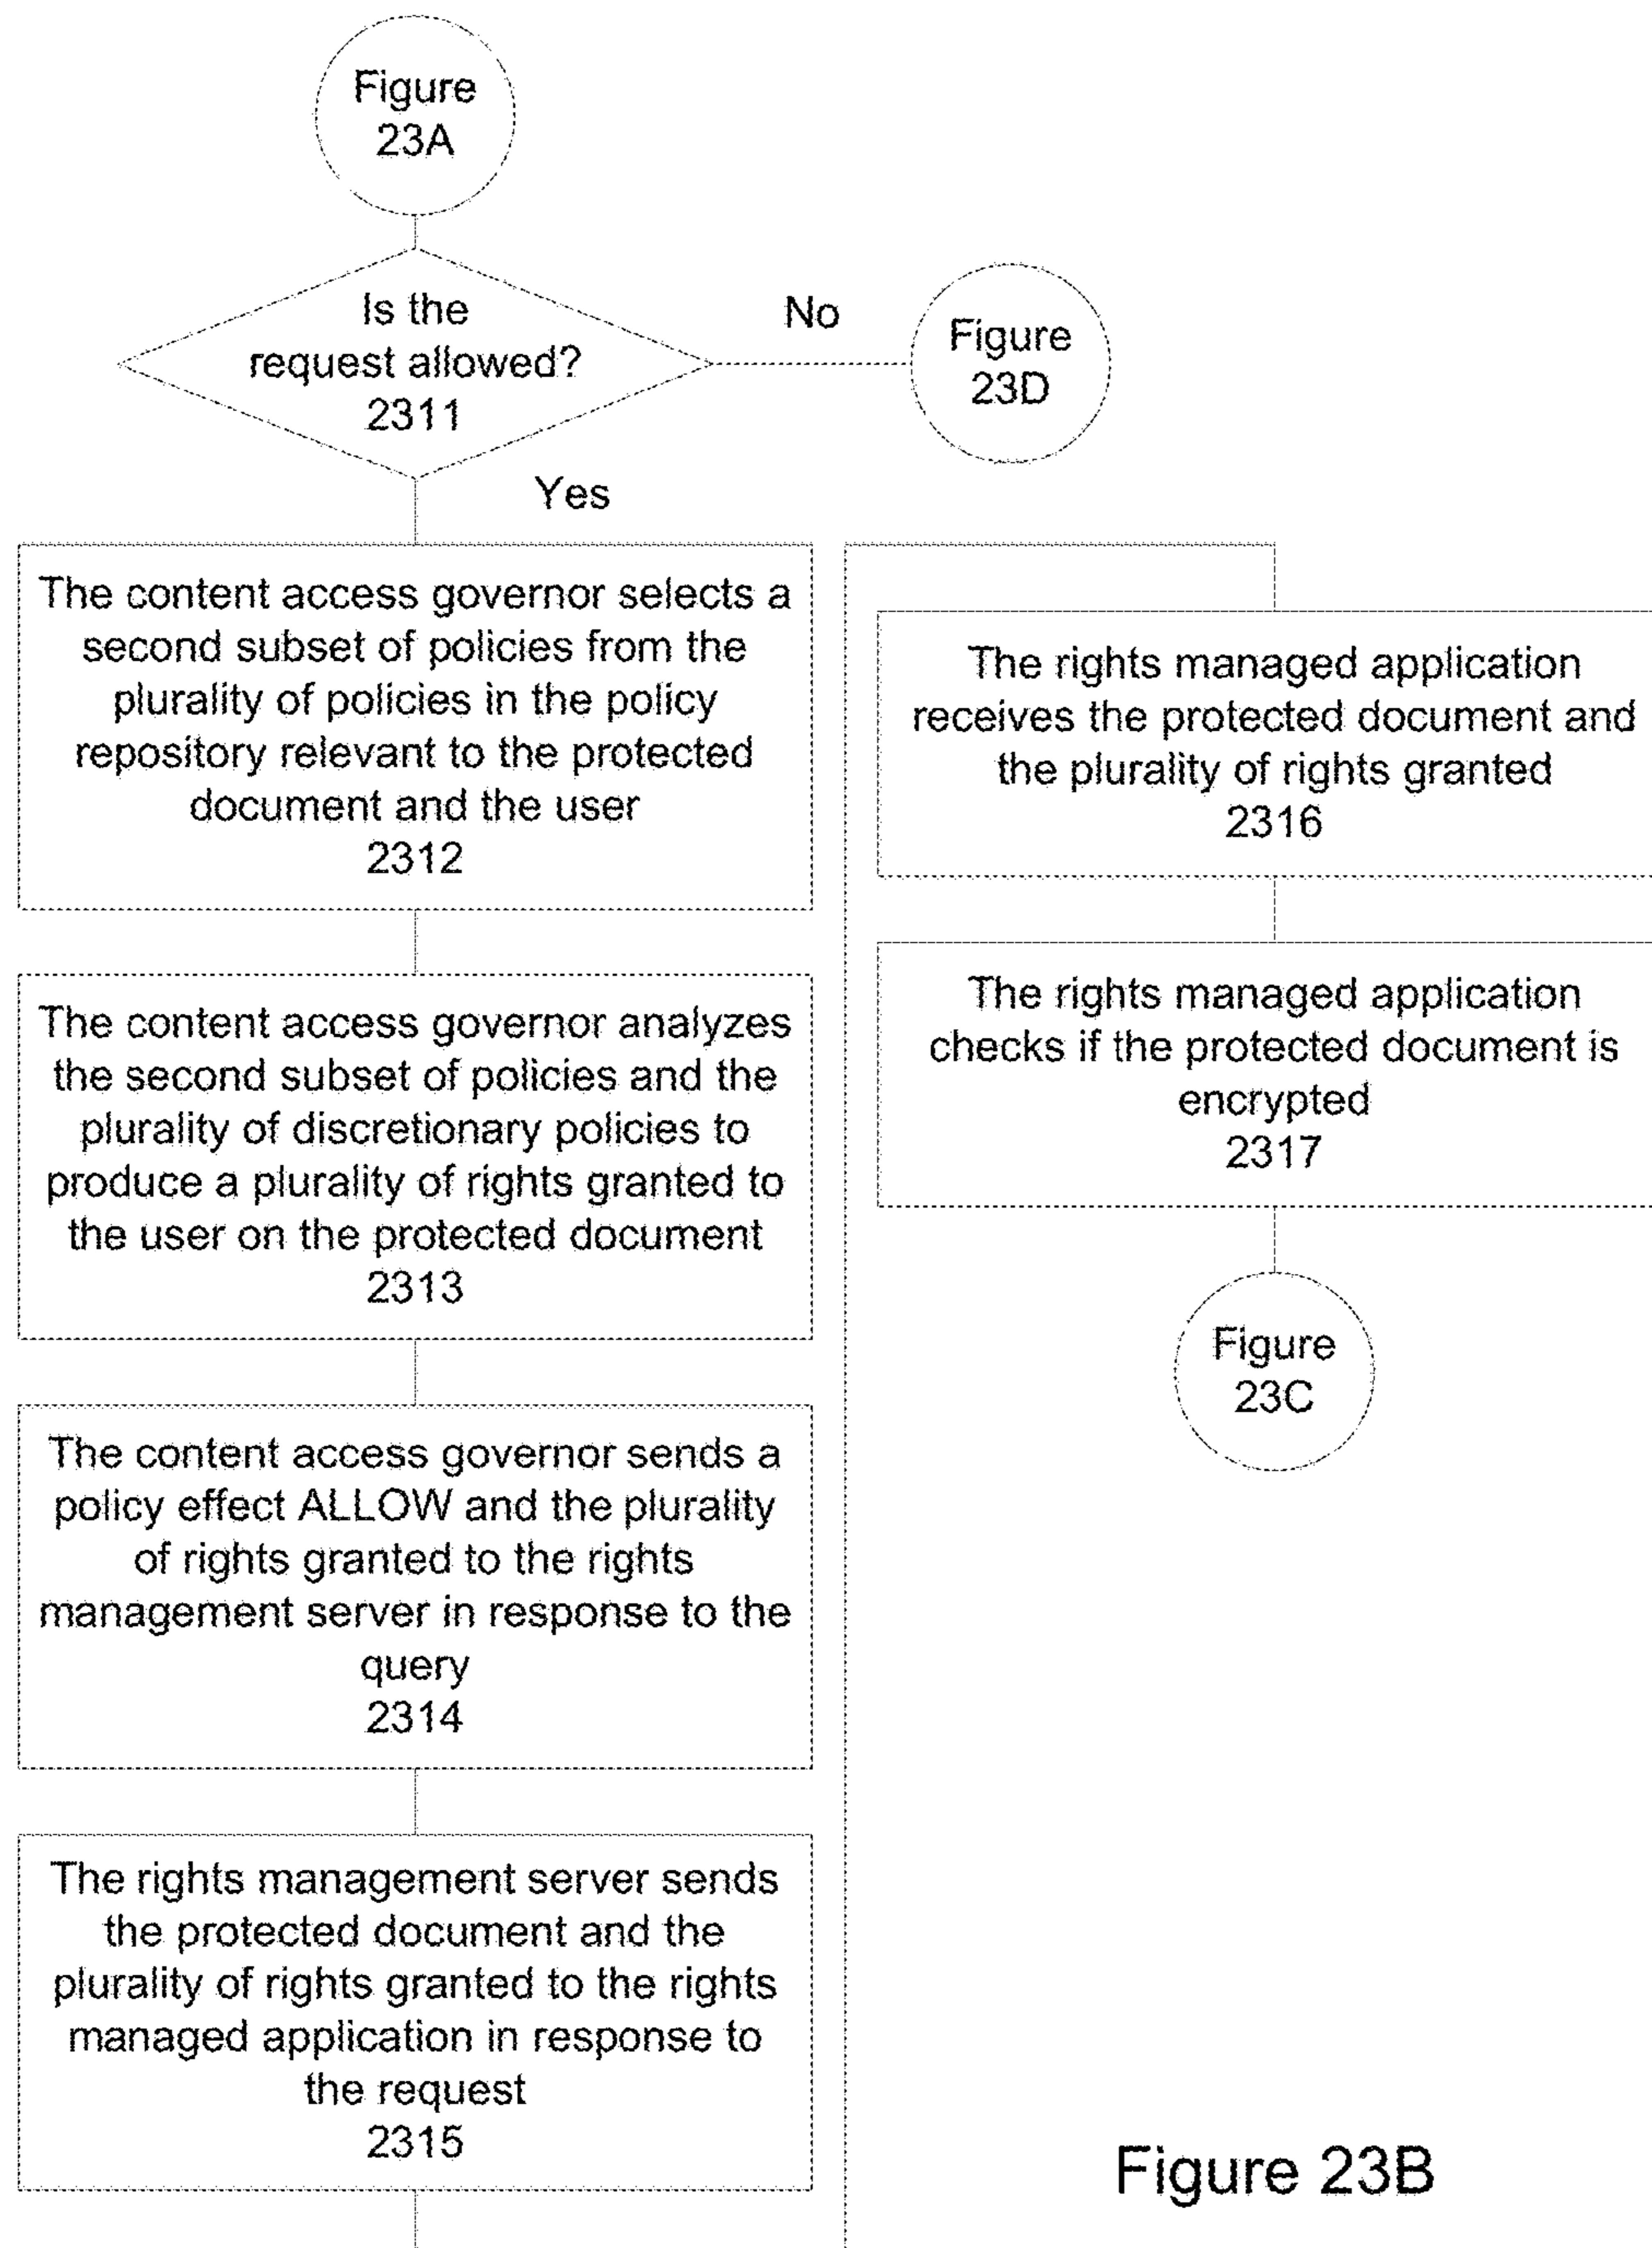 Figure
23A
Is the
request allowed?
2311
No
Figure
23D
Yes
The content access governor selects a
second subset of policies from the
plurality of policies in the policy
repository relevant to the protected
document and the user
2312
The content access governor analyzes
the second subset of policies and the
plurality of discretionary policies to
produce a plurality of rights granted to
the user on the protected document
2313
The content access governor sends a
policy effect ALLOW and the plurality
of rights granted to the rights
management server in response to the
query
2314
The rights management server sends
the protected document and the
plurality of rights granted to the rights
managed application in response to
the request
2315
The rights managed application
receives the protected document and
the plurality of rights granted
2316
The rights managed application
checks if the protected document is
encrypted
2317
Figure
23C
Figure 23B